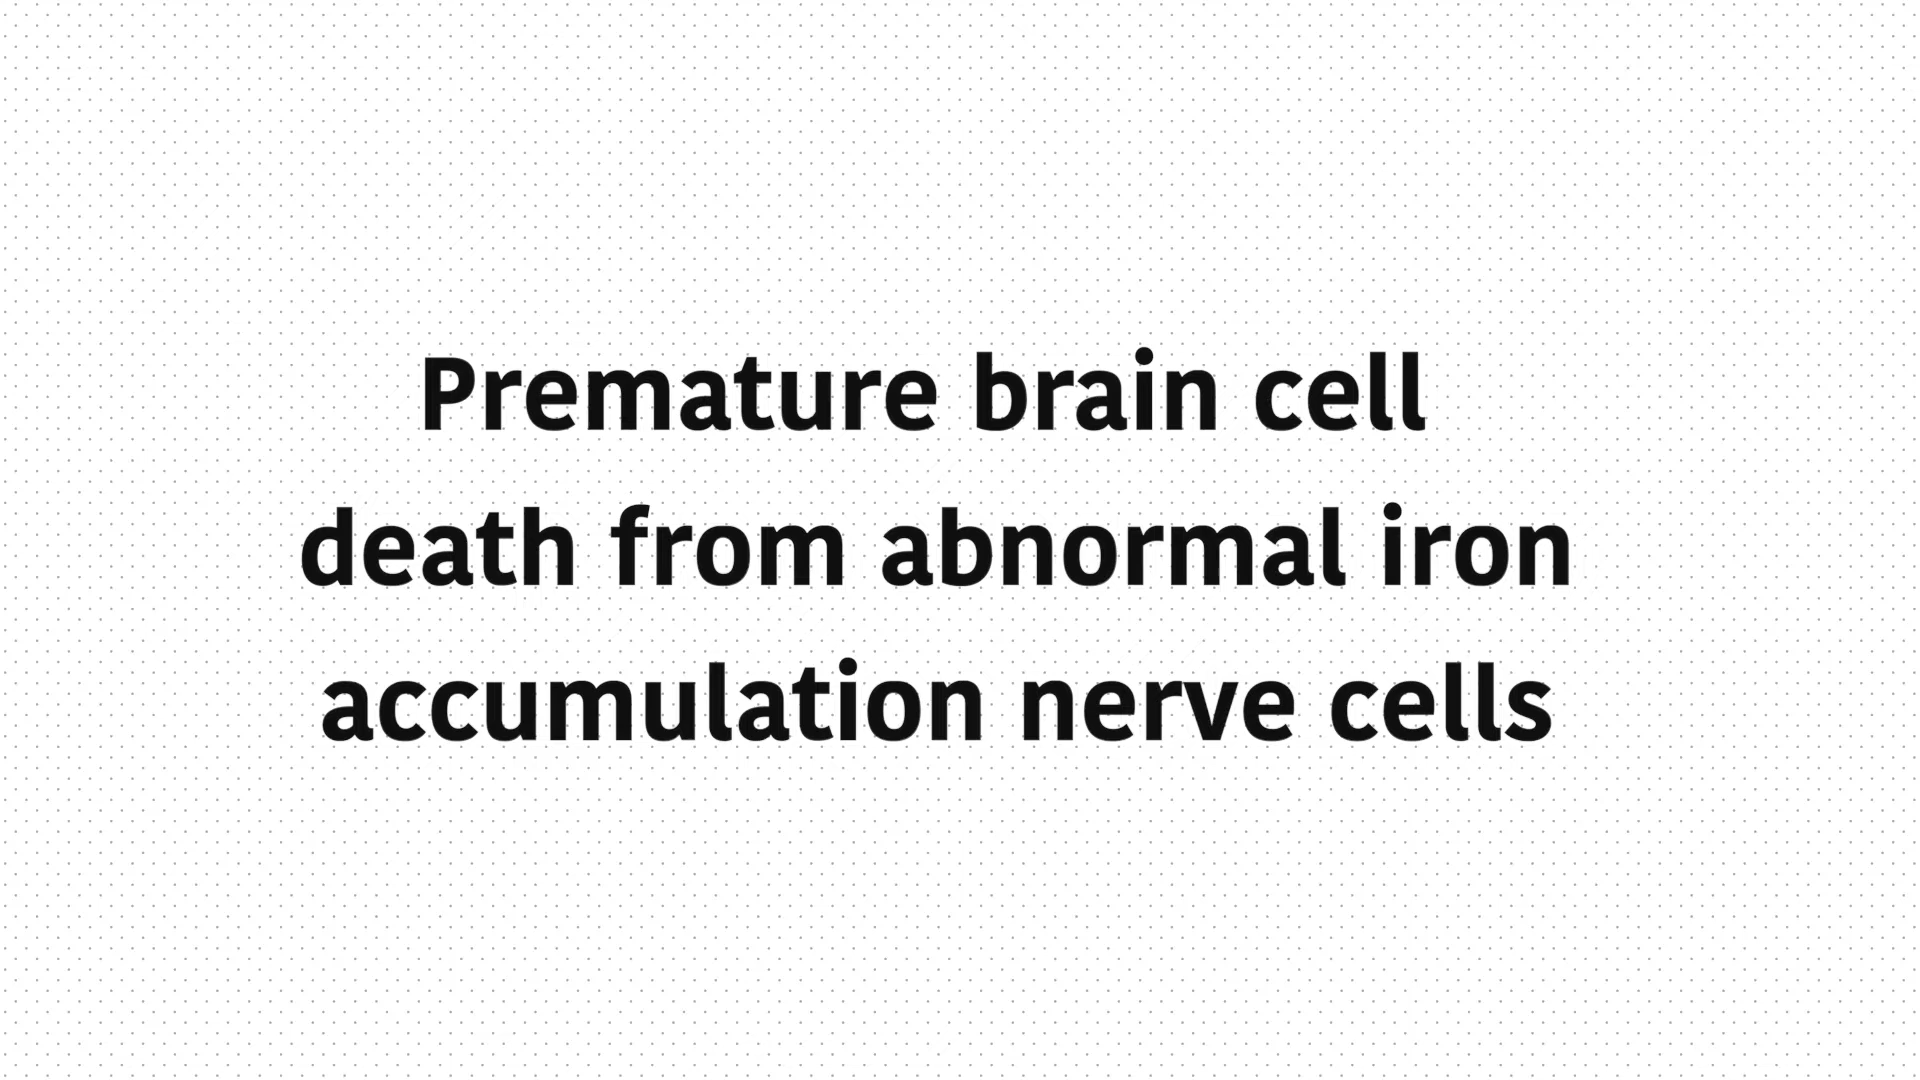 Premature brain cell
death from abnormal iron
accumulation nerve cells